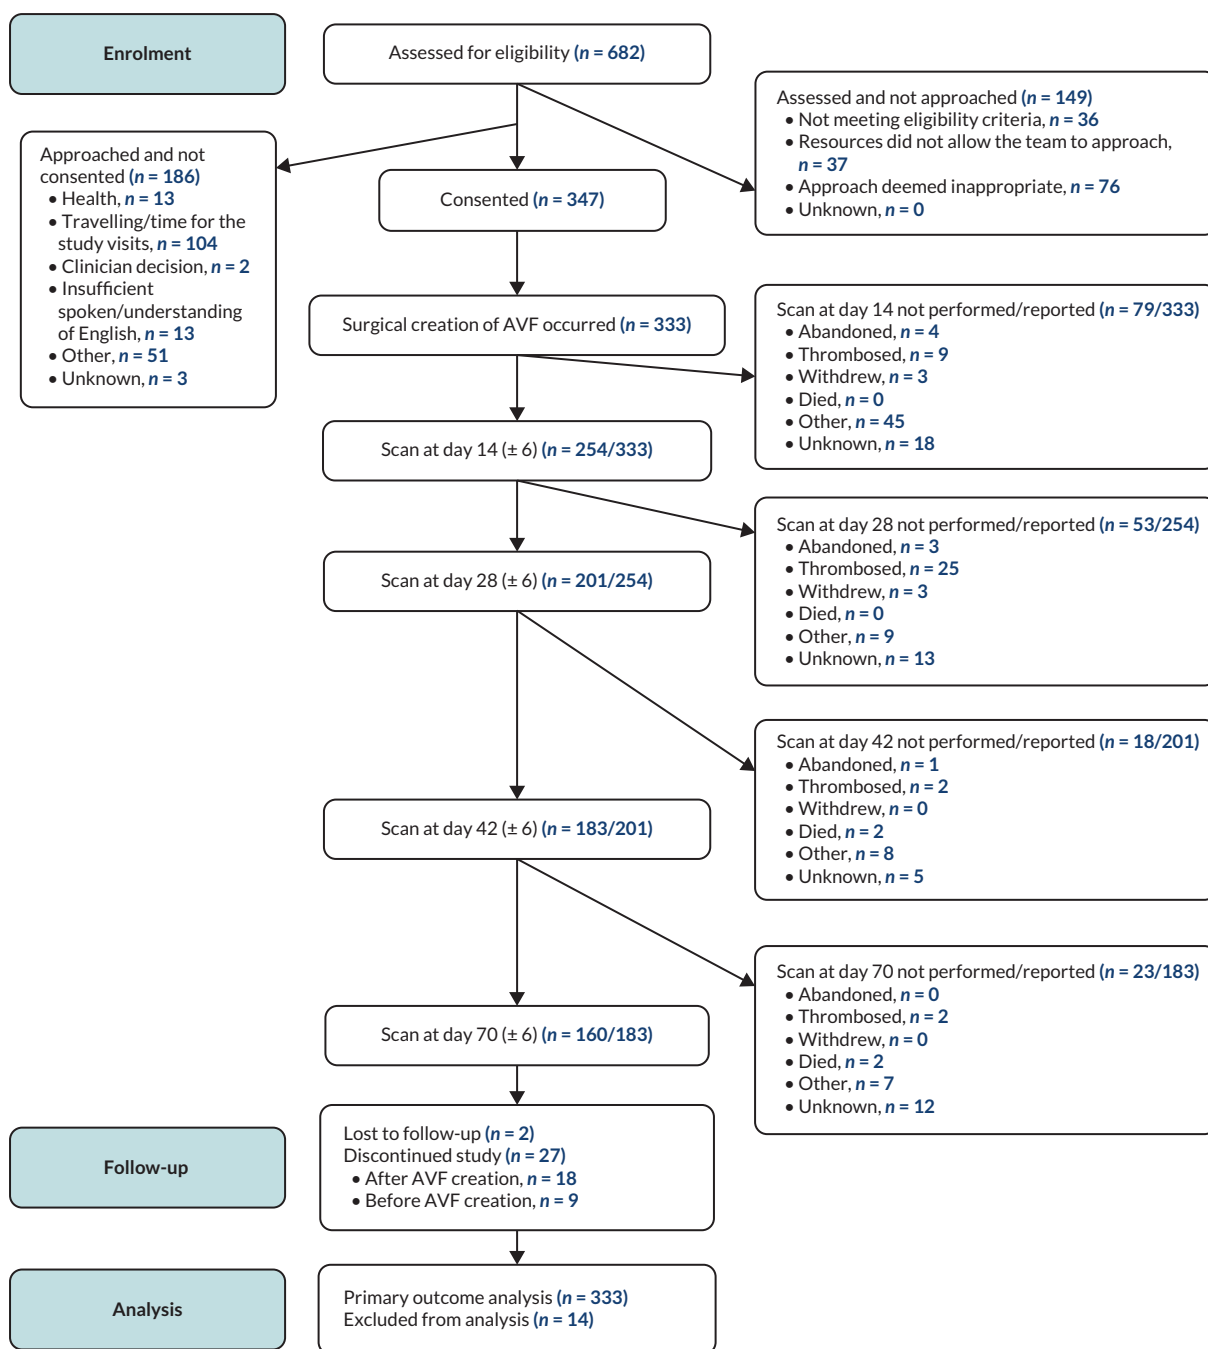 Enrolment
Assessed for eligibility (n = 682)
Assessed and not approached (n = 149)
• Not meeting eligibility criteria, n = 36
• Resources did not allow the team to approach,
n = 37
• Approach deemed inappropriate, n = 76
• Unknown, n = 0
Approached and not
consented (n = 186)
• Health, n = 13
• Travelling/time for the
study visits, n = 104
• Clinician decision, n = 2
• Insufficient
spoken/understanding
of English, n = 13
• Other, n = 51
• Unknown, n = 3
Consented (n = 347)
Surgical creation of AVF occurred (n = 333)
Scan at day 14 not performed/reported (n = 79/333)
• Abandoned, n = 4
• Thrombosed, n = 9
• Withdrew, n = 3
• Died, n = 0
• Other, n = 45
• Unknown, n = 18
Scan at day 14 (± 6) (n = 254/333)
Scan at day 28 not performed/reported (n = 53/254)
• Abandoned, n = 3
• Thrombosed, n = 25
• Withdrew, n = 3
• Died, n = 0
• Other, n = 9
• Unknown, n = 13
Scan at day 28 (± 6) (n = 201/254)
Scan at day 42 not performed/reported (n = 18/201)
• Abandoned, n = 1
• Thrombosed, n = 2
• Withdrew, n = 0
• Died, n = 2
• Other, n = 8
• Unknown, n = 5
Scan at day 42 (± 6) (n = 183/201)
Scan at day 70 not performed/reported (n = 23/183)
• Abandoned, n = 0
• Thrombosed, n = 2
• Withdrew, n = 0
• Died, n = 2
• Other, n = 7
• Unknown, n = 12
Scan at day 70 (± 6) (n = 160/183)
Follow-up
Lost to follow-up (n = 2)
Discontinued study (n = 27)
• After AVF creation, n = 18
• Before AVF creation, n = 9
Analysis
Primary outcome analysis (n = 333)
Excluded from analysis (n = 14)